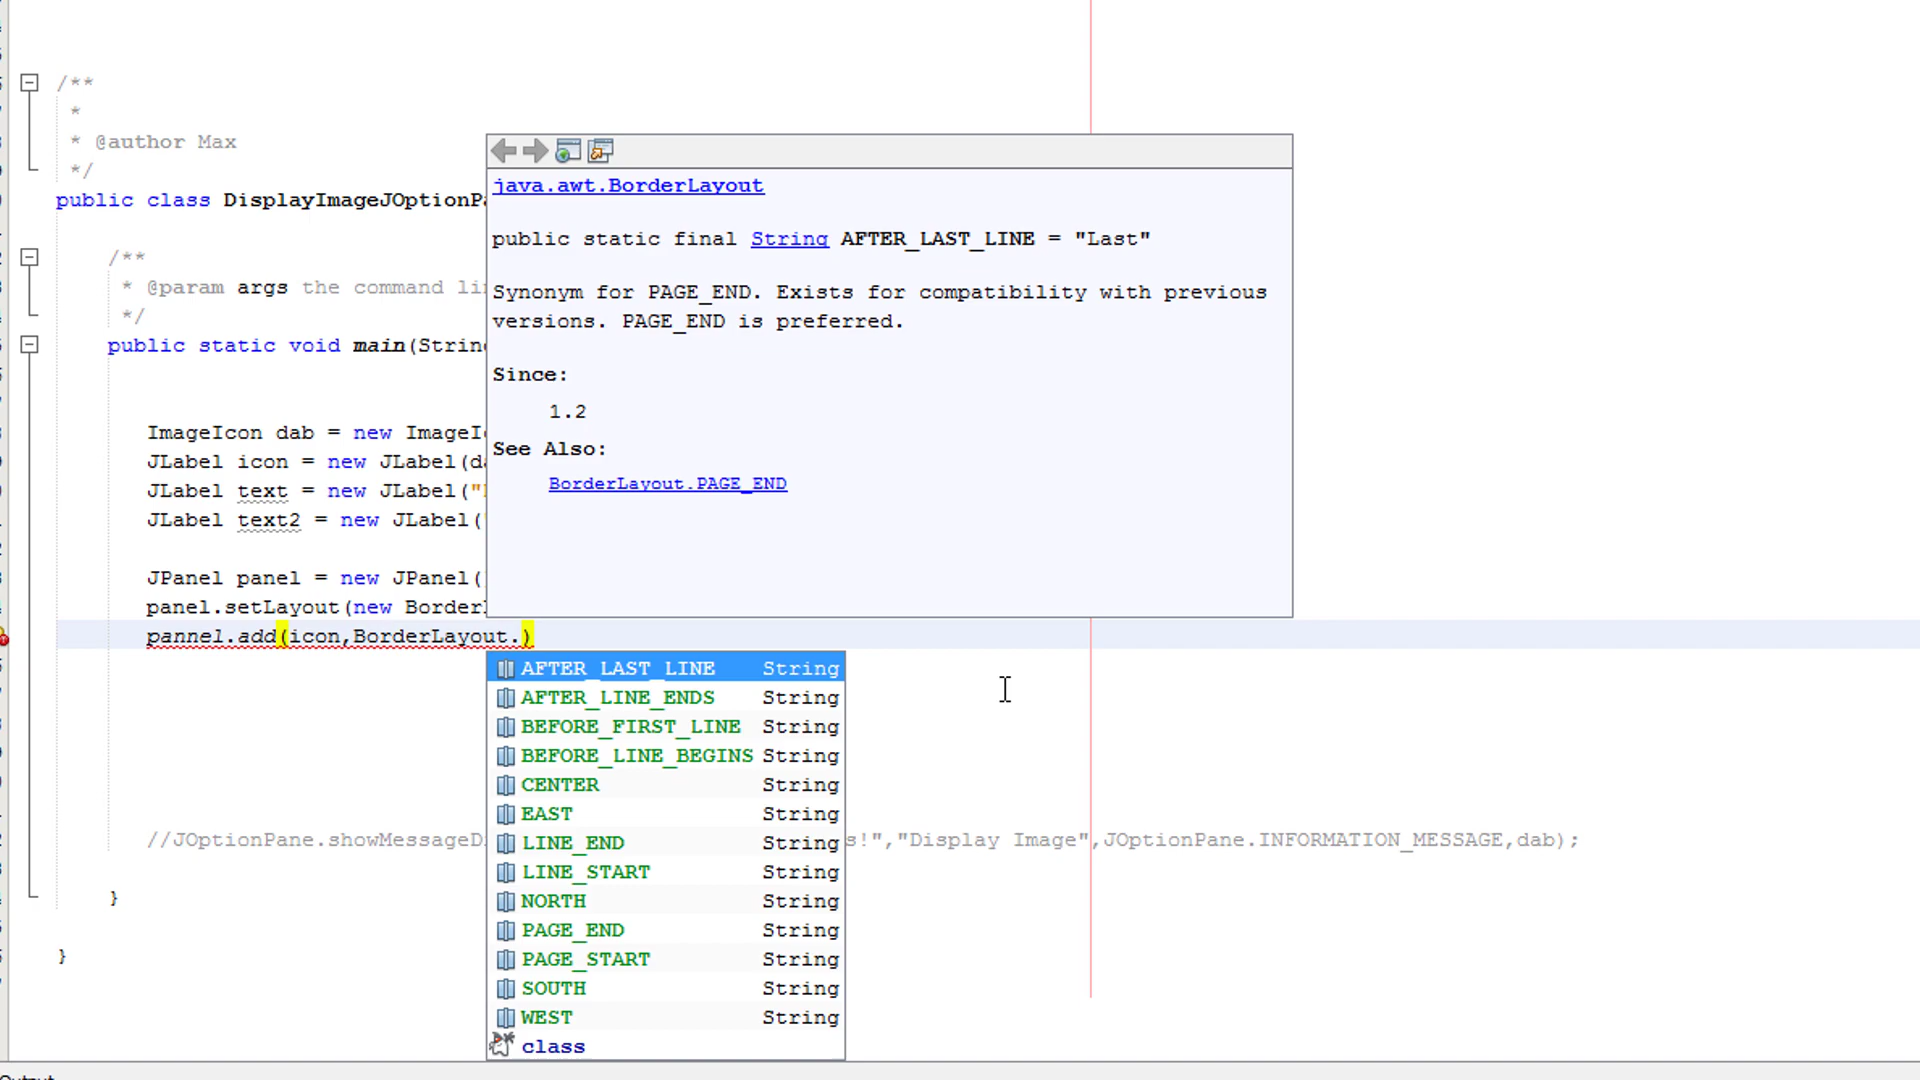 /**
*
* @author Max
*/
public class DisplayImageJOptionPa
/**
* @param args the command li
*/
public static void main(String
ImageIcon dab = new ImageIc
JLabel icon = new JLabel(da
JLabel text = new JLabel("
JLabel text2 = new JLabel(
JPanel panel = new JPanel(
panel.setLayout(new Border
pannel.add(icon,BorderLayout.)
//JOptionPane.showMessageD s!","Display Image",JOptionPane.INFORMATION_MESSAGE,dab);
}
}
java.awt.BorderLayout
public static final String AFTER_LAST_LINE = "Last"
Synonym for PAGE_END. Exists for compatibility with previous
versions. PAGE_END is preferred.
Since:
1.2
See Also:
BorderLayout.PAGE_END
AFTER_LAST_LINE String
AFTER_LINE_ENDS String
BEFORE_FIRST_LINE String
BEFORE_LINE_BEGINS String
CENTER String
EAST String
LINE_END String
LINE_START String
NORTH String
PAGE_END String
PAGE_START String
SOUTH String
WEST String
class